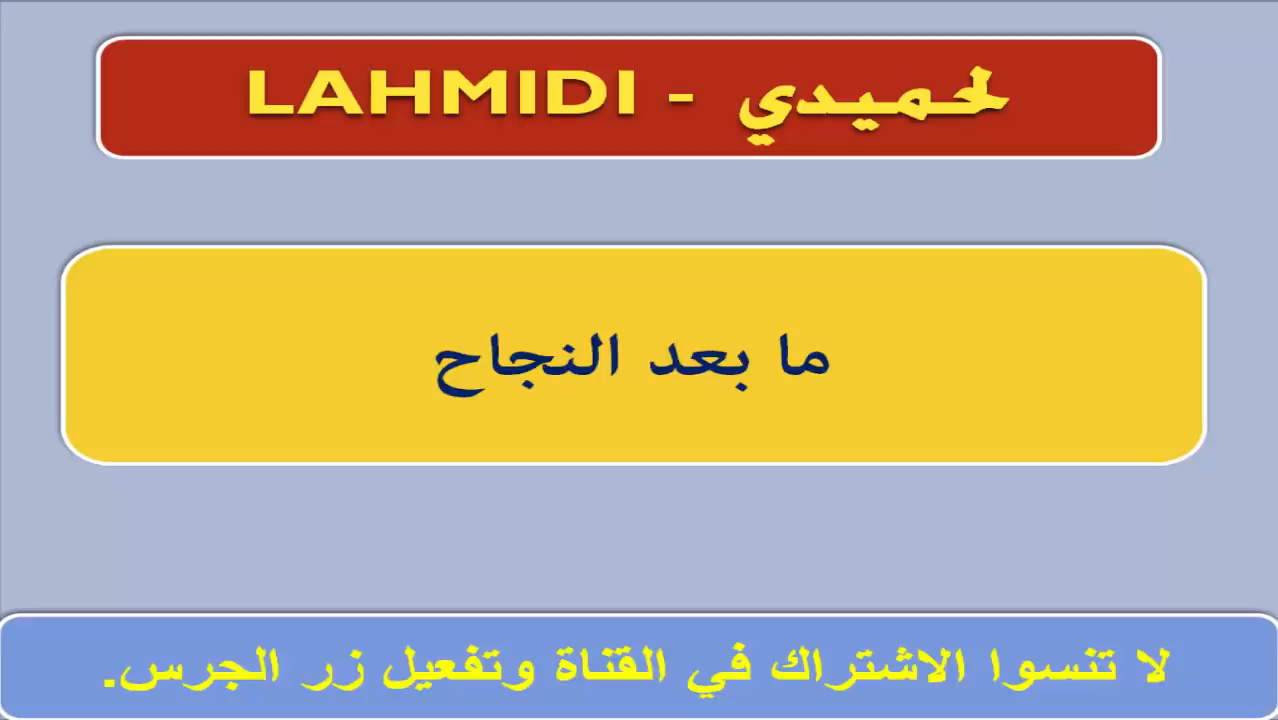 لحميدي - LAHMIDI
ما بعد النجاح
لا تنسوا الاشتراك في القناة وتفعيل زر الجرس.